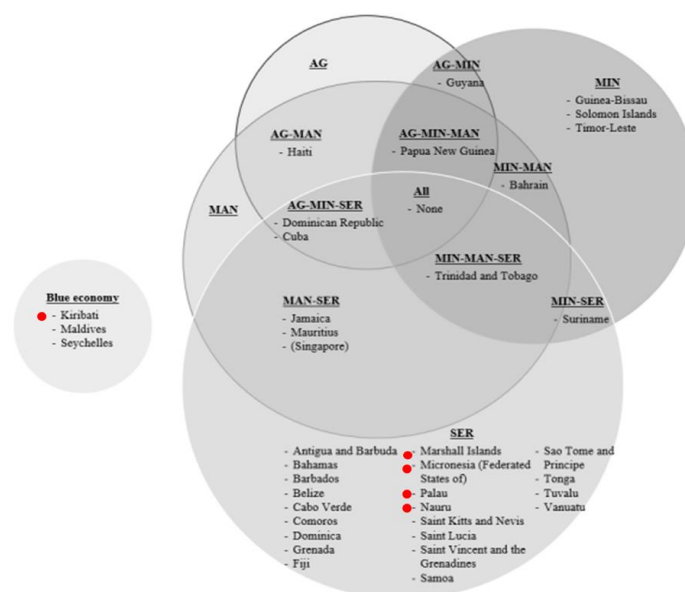 AG
AG-MIN
- Guyana
MIN
- Guinea-Bissau
- Solomon Islands
- Timor-Leste
AG-MAN
- Haiti
AG-MIN-MAN
- Papua New Guinea
MIN-MAN
- Bahrain
MAN
AG-MIN-SER
- Dominican Republic
- Cuba
All
- None
MIN-MAN-SER
- Trinidad and Tobago
Blue economy
- Kiribati
- Maldives
- Seychelles
MAN-SER
- Jamaica
- Mauritius
- (Singapore)
MIN-SER
- Suriname
SER
- Antigua and Barbuda
- Bahamas
- Barbados
- Belize
- Cabo Verde
- Comoros
- Dominica
- Grenada
- Fiji
- Marshall Islands
- Micronesia (Federated
States of)
- Palau
- Nauru
- Saint Kitts and Nevis
- Saint Lucia
- Saint Vincent and the
Grenadines
- Samoa
- Sao Tome and
Principe
- Tonga
- Tuvalu
- Vanuatu